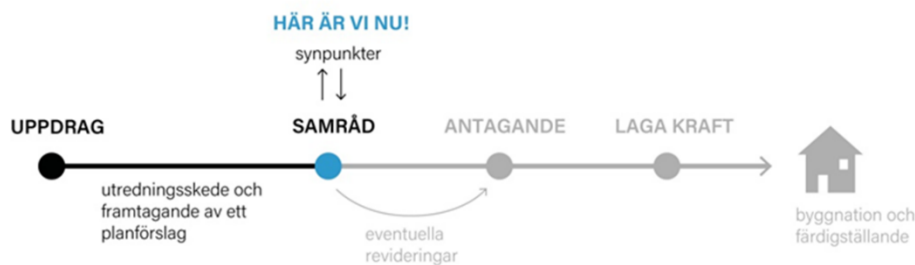 HÄR ÄR VI NU!
synpunkter
UPPDRAG
SAMRÅD
ANTAGANDE
LAGA KRAFT
utredningsskede och
framtagande av ett
planförslag
eventuella
revideringar
byggnation och
färdigställande